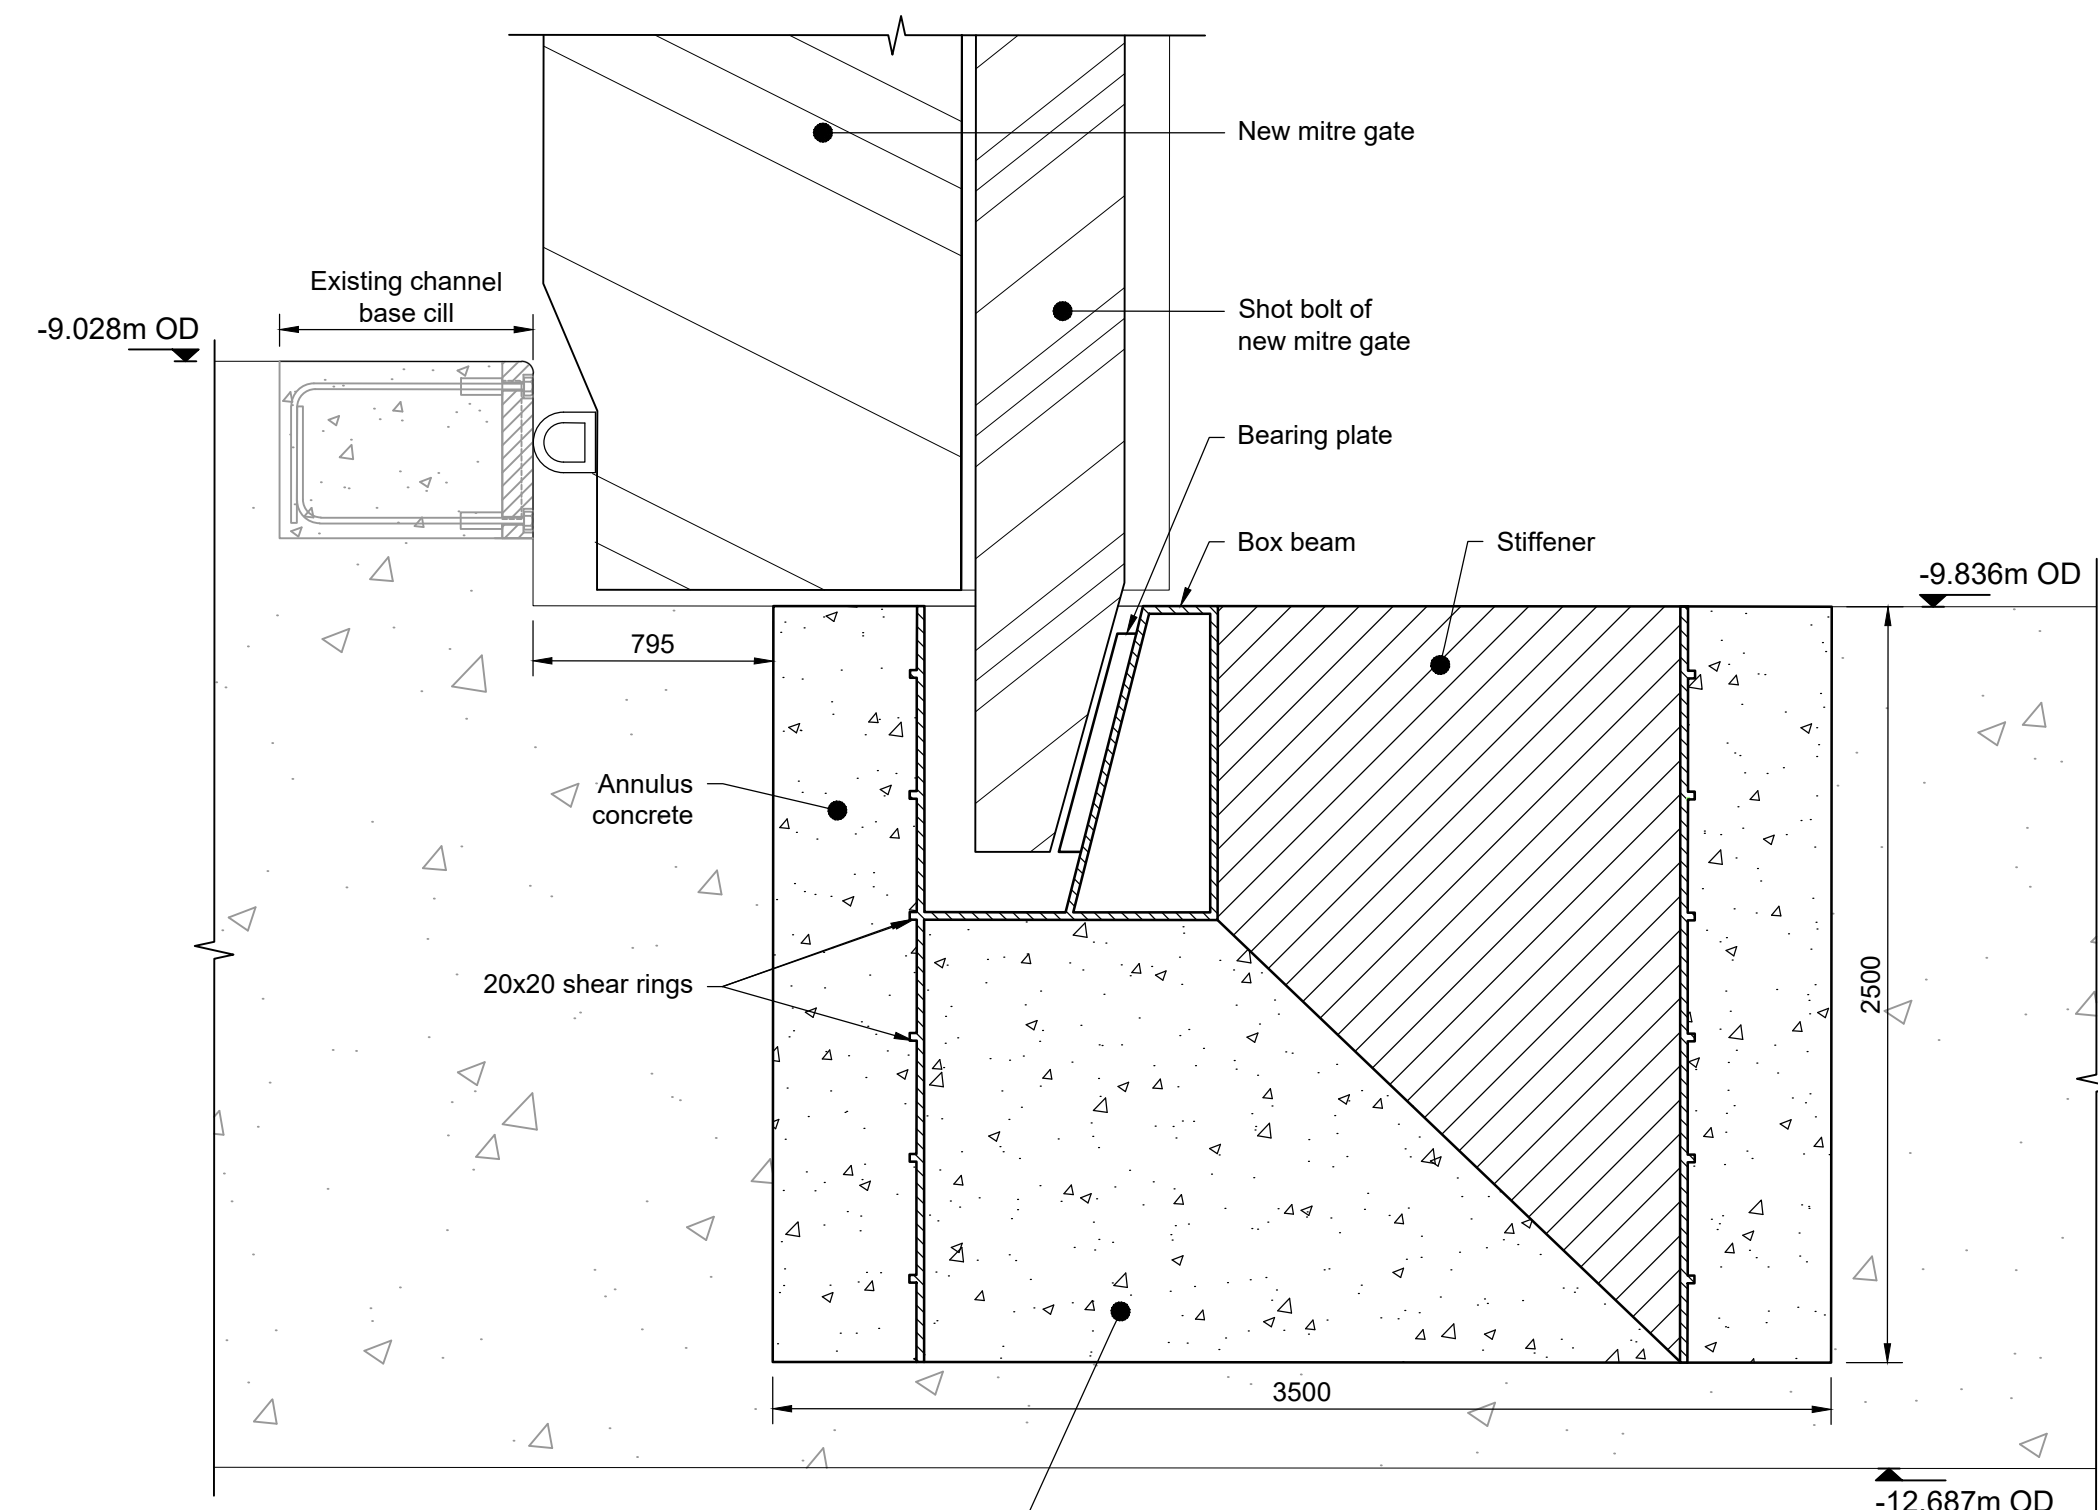 New mitre gate
Existing channel
base cill
-9.028m OD
Shot bolt of
new mitre gate
Bearing plate
Box beam
Stiffener
-9.836m OD
795
Annulus
concrete
20x20 shear rings
2500
3500
-12.687m OD